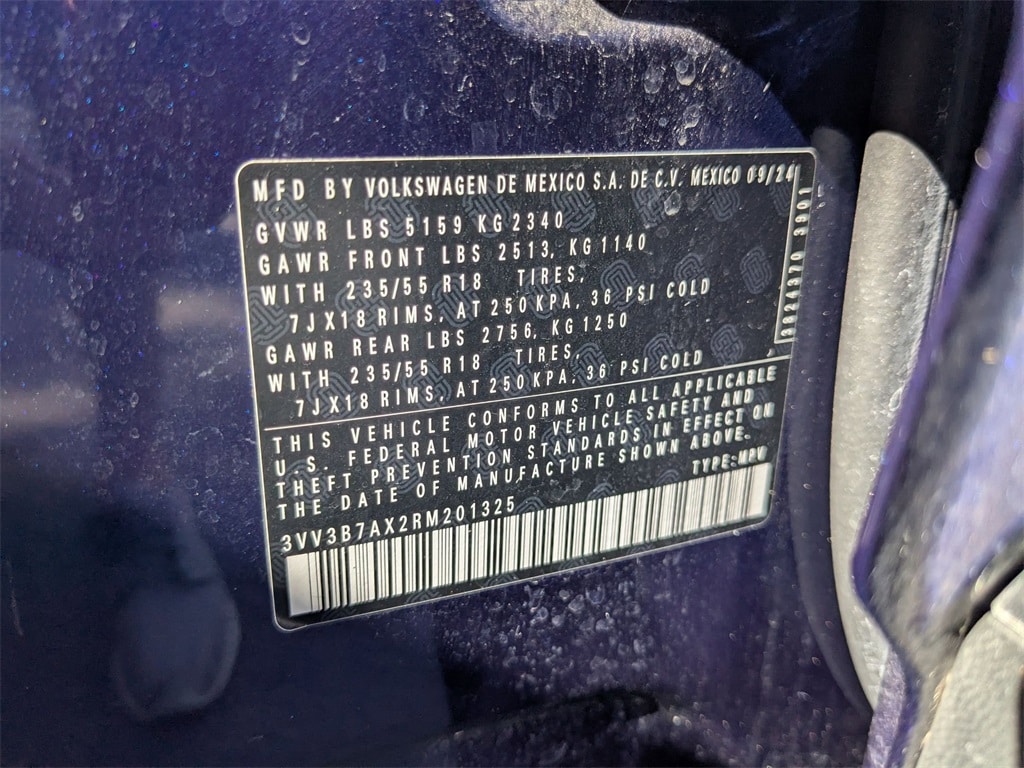 MFD BY VOLKSWAGEN DE MEXICO S.A. DE C.V. MEXICO 09/24
GVWR LBS 5159 KG 2340
GAWR FRONT LBS 2513, KG 1140
WITH 235/55 R18 TIRES,
7JX18 RIMS, AT 250 KPA, 36 PSI COLD
GAWR REAR LBS 2756, KG 1250
WITH 235/55 R18 TIRES,
7JX18 RIMS, AT 250 KPA, 36 PSI COLD
THIS VEHICLE CONFORMS TO ALL APPLICABLE
U. S. FEDERAL MOTOR VEHICLE SAFETY AND
THEFT PREVENTION STANDARDS IN EFFECT ON
THE DATE OF MANUFACTURE SHOWN ABOVE.
TYPE:MPV
3VV3B7AX2RM201325
3901